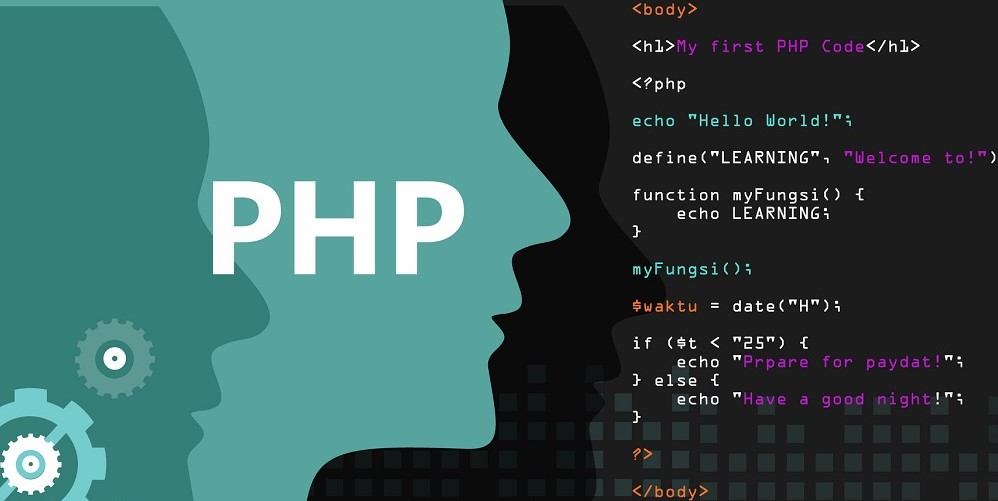 PHP
<body>
<h1>My first PHP Code</h1>
<?php
echo "Hello World!";
define("LEARNING", "Welcome to!")
function myFungsi() {
echo LEARNING;
}
myFungsi();
$waktu = date("H");
if ($t < "25") {
echo "Prpare for paydat!";
} else {
echo "Have a good night!";
}
?>
</body>